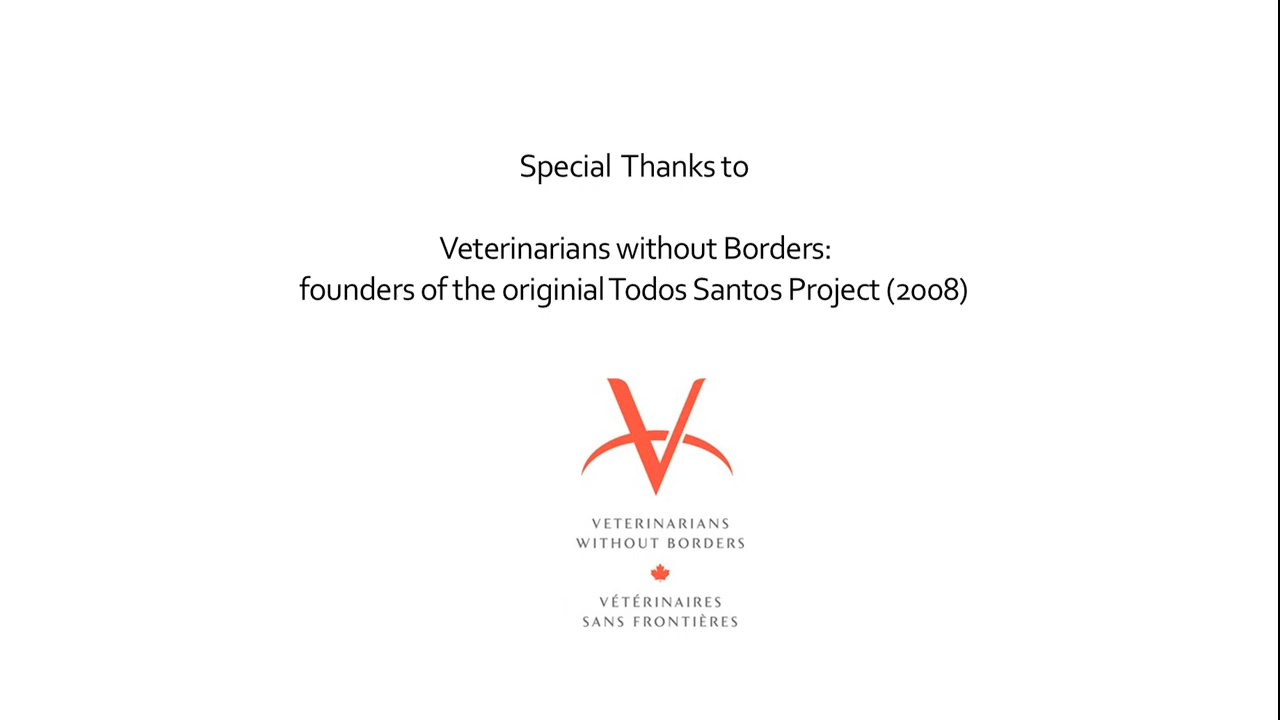 Special Thanks to
Veterinarians without Borders:
founders of the originial Todos Santos Project (2008)
VETERINARIANS
WITHOUT BORDERS
VÉTÉRINAIRES
SANS FRONTIÈRES